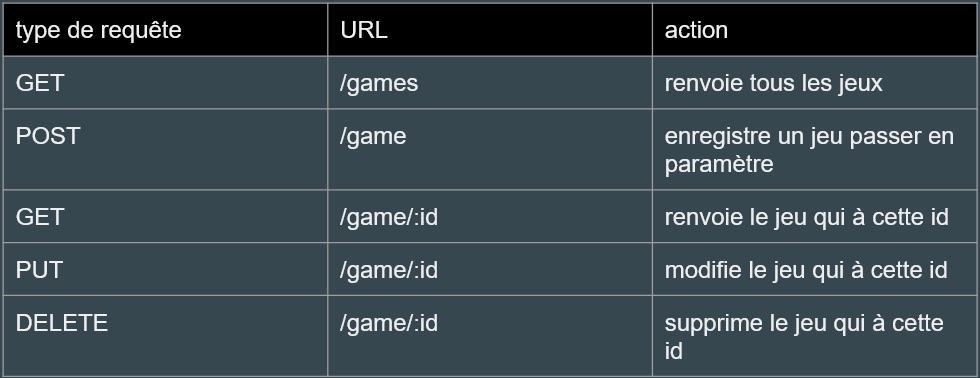 type de requête URL action
GET /games renvoie tous les jeux
POST /game enregistre un jeu passer en
paramètre
GET /game/:id renvoie le jeu qui à cette id
PUT /game/:id modifie le jeu qui à cette id
DELETE /game/:id supprime le jeu qui à cette
id